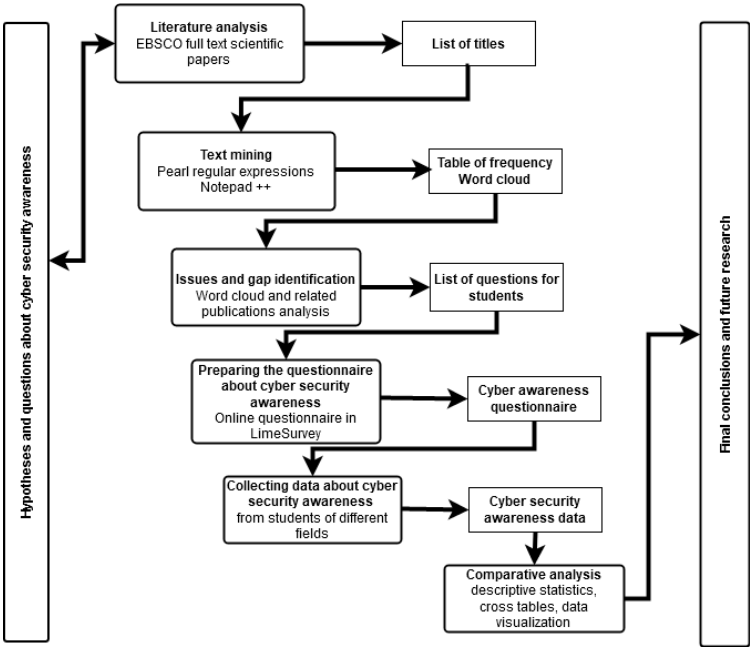 Hypotheses and questions about cyber security awareness
Literature analysis
EBSCO full text scientific
papers
List of titles
Text mining
Pearl regular expressions
Notepad ++
Table of frequency
Word cloud
Issues and gap identification
Word cloud and related
publications analysis
List of questions for
students
Preparing the questionnaire
about cyber security
awareness
Online questionnaire in
LimeSurvey
Cyber awareness
questionnaire
Collecting data about cyber
security awareness
from students of different
fields
Cyber security
awareness data
Comparative analysis
descriptive statistics,
cross tables, data
visualization
Final conclusions and future research